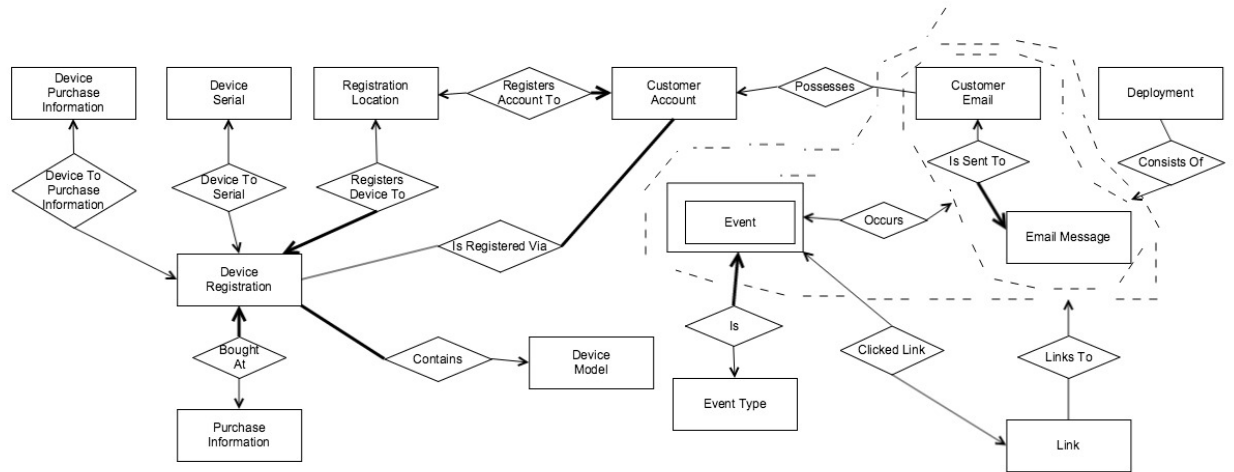 Device
Purchase
Information
Device
Serial
Registration
Location
Registers
Account To
Customer
Account
Possesses
Customer
Email
Deployment
Device To
Purchase
Information
Device To
Serial
Registers
Device To
Is Sent To
Consists Of
Event
Occurs
Email Message
Is Registered Via
Device
Registration
Is
Clicked Link
Links To
Bought
At
Contains
Device
Model
Event Type
Purchase
Information
Link